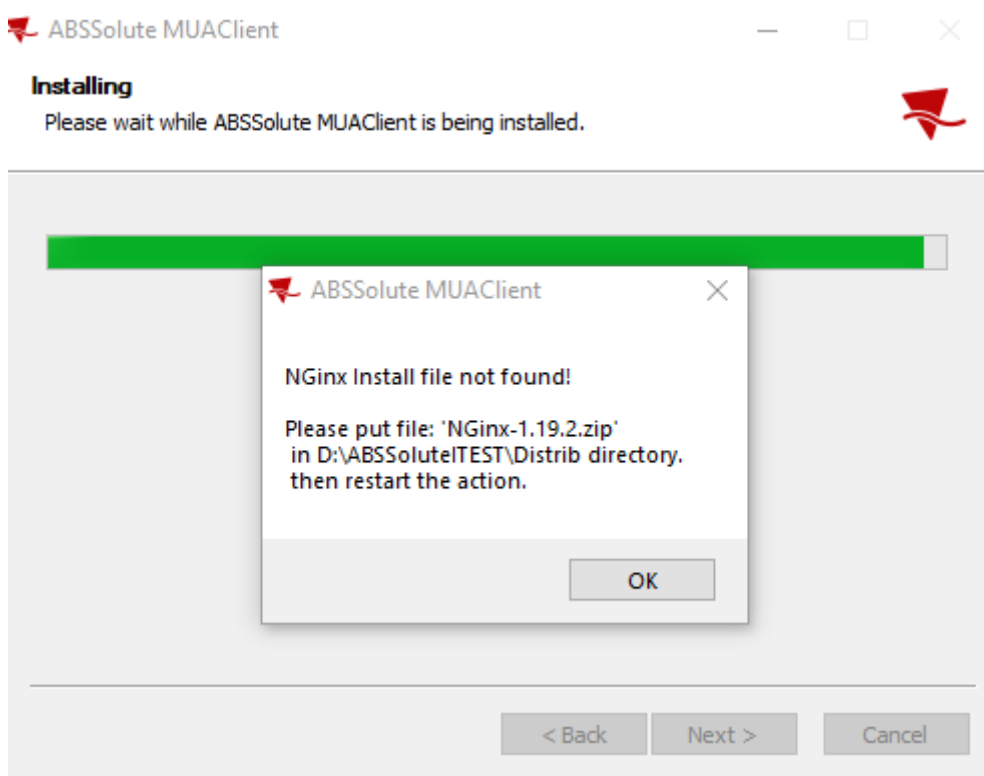 ABSSolute MUAClient
Installing
Please wait while ABSSolute MUAClient is being installed.
ABSSolute MUAClient
NGinx Install file not found!
Please put file: 'NGinx-1.19.2.zip'
in D:\ABSSoluteITEST\Distrib directory.
then restart the action.
OK
< Back
Next >
Cancel